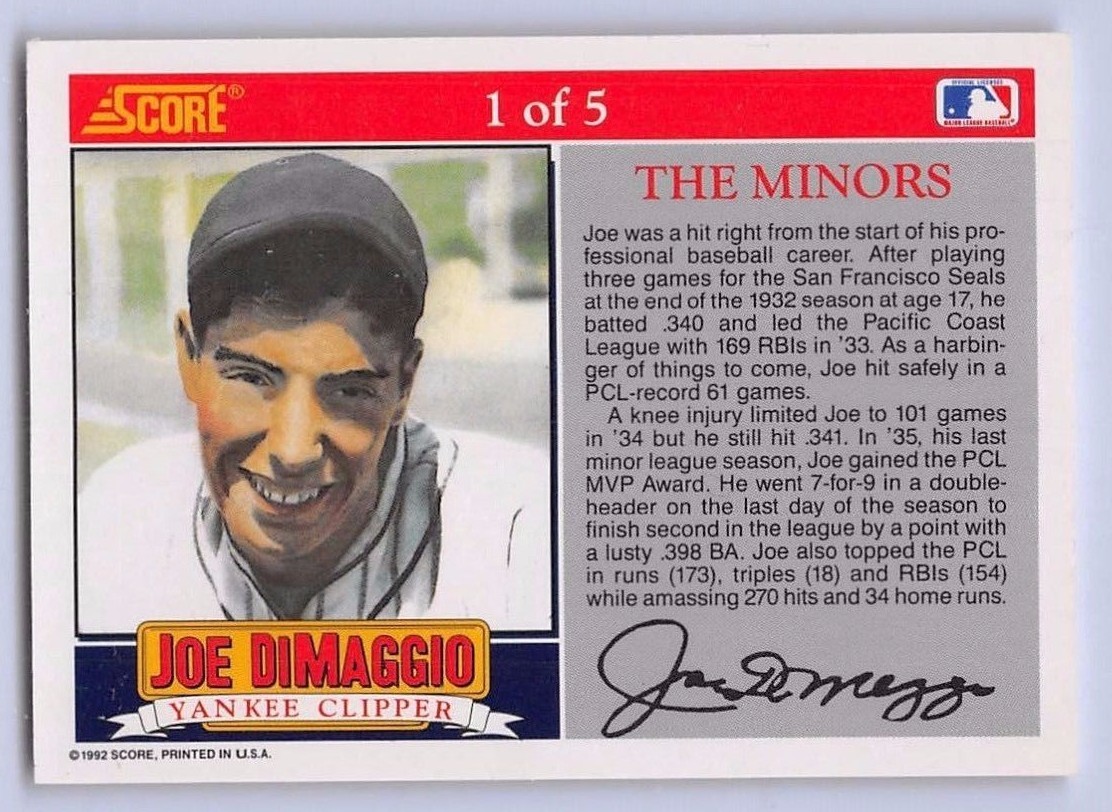 SCORE®
1 of 5
OFFICIAL LICENSEE
MAJOR LEAGUE BASEBALL
THE MINORS
Joe was a hit right from the start of his pro-
fessional baseball career. After playing
three games for the San Francisco Seals
at the end of the 1932 season at age 17, he
batted .340 and led the Pacific Coast
League with 169 RBIs in '33. As a harbin-
ger of things to come, Joe hit safely in a
PCL-record 61 games.
A knee injury limited Joe to 101 games
in '34 but he still hit .341. In '35, his last
minor league season, Joe gained the PCL
MVP Award. He went 7-for-9 in a double-
header on the last day of the season to
finish second in the league by a point with
a lusty .398 BA. Joe also topped the PCL
in runs (173), triples (18) and RBIs (154)
while amassing 270 hits and 34 home runs.
Joe DiMaggio
JOE DIMAGGIO
YANKEE CLIPPER
©1992 SCORE, PRINTED IN U.S.A.